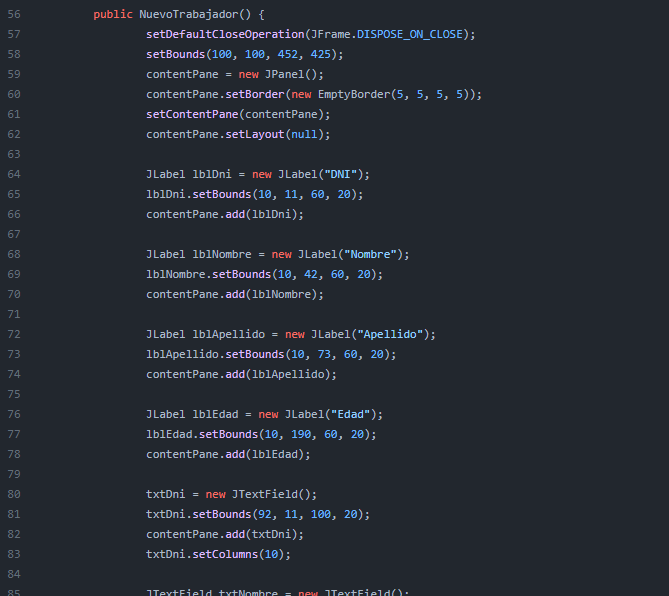 56 public NuevoTrabajador() {
57 setDefaultCloseOperation(JFrame.DISPOSE_ON_CLOSE);
58 setBounds(100, 100, 452, 425);
59 contentPane = new JPanel();
60 contentPane.setBorder(new EmptyBorder(5, 5, 5, 5));
61 setContentPane(contentPane);
62 contentPane.setLayout(null);
63
64 JLabel lblDni = new JLabel("DNI");
65 lblDni.setBounds(10, 11, 60, 20);
66 contentPane.add(lblDni);
67
68 JLabel lblNombre = new JLabel("Nombre");
69 lblNombre.setBounds(10, 42, 60, 20);
70 contentPane.add(lblNombre);
71
72 JLabel lblApellido = new JLabel("Apellido");
73 lblApellido.setBounds(10, 73, 60, 20);
74 contentPane.add(lblApellido);
75
76 JLabel lblEdad = new JLabel("Edad");
77 lblEdad.setBounds(10, 190, 60, 20);
78 contentPane.add(lblEdad);
79
80 txtDni = new JTextField();
81 txtDni.setBounds(92, 11, 100, 20);
82 contentPane.add(txtDni);
83 txtDni.setColumns(10);
84
85 JTextField txtNombre = new JTextField();